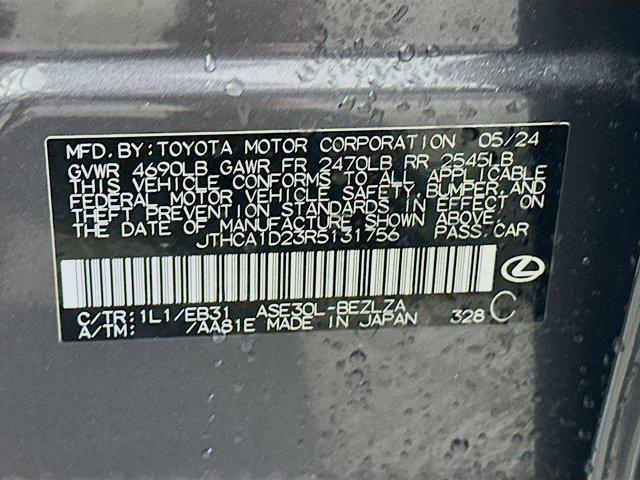 MFD. BY: TOYOTA MOTOR CORPORATION 05/24
GVWR 4690LB GAWR FR 2470LB RR 2545LB
THIS VEHICLE CONFORMS TO ALL APPLICABLE
FEDERAL MOTOR VEHICLE SAFETY, BUMPER, AND
THEFT PREVENTION STANDARDS IN EFFECT ON
THE DATE OF MANUFACTURE SHOWN ABOVE.
JTHCA1D23R5131756 PASS.CAR
C/TR: 1L1/EB31 ASE30L-BEZLZA C
A/TM: /AA81E MADE IN JAPAN 328